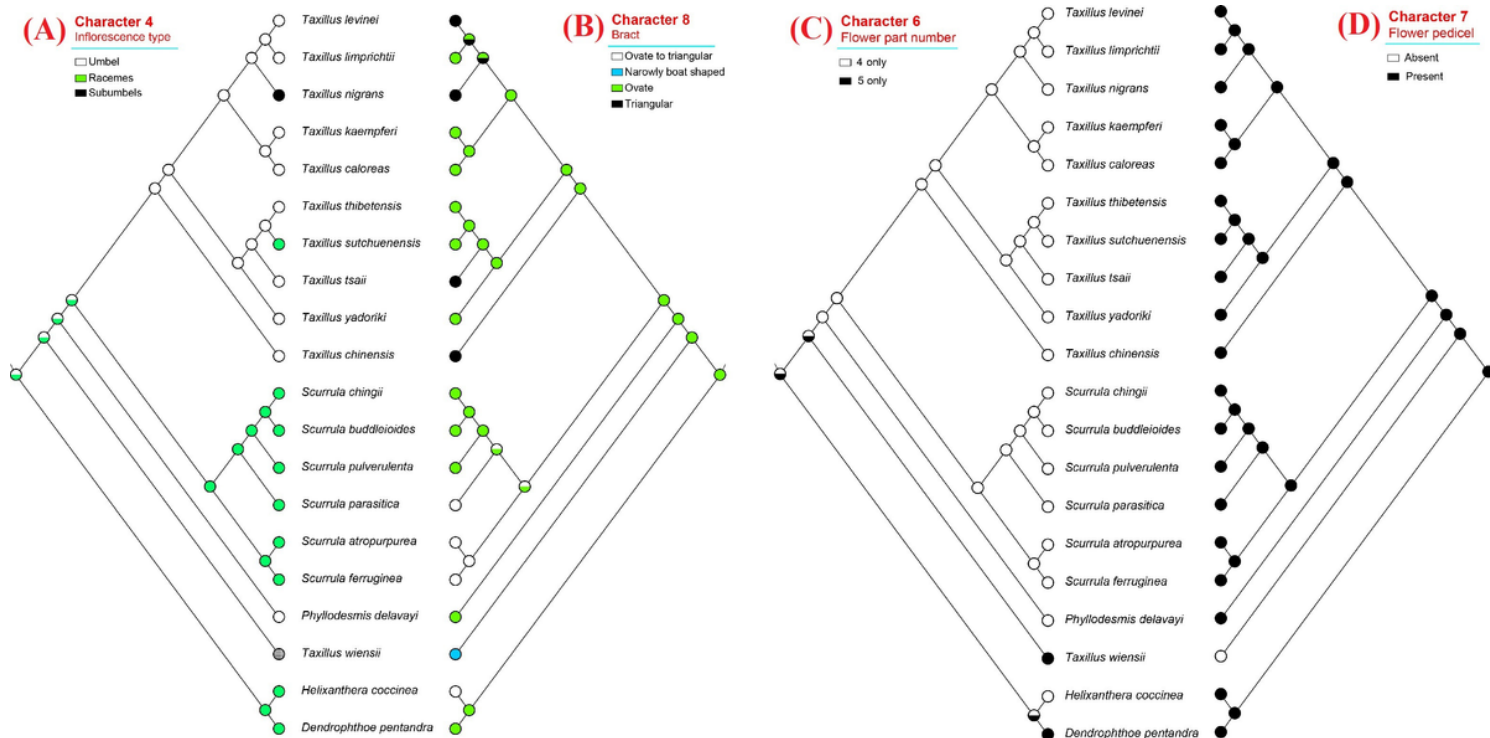 (A)
Character 4
Inflorescence type
Umbel
Racemes
Subumbels
(B)
Character 8
Bract
Ovate to triangular
Narrowly boat shaped
Ovate
Triangular
Taxillus levinei
Taxillus limprichtii
Taxillus nigrans
Taxillus kaempferi
Taxillus caloreas
Taxillus thibetensis
Taxillus sutchuenensis
Taxillus tsaii
Taxillus yadoriki
Taxillus chinensis
Scurrula chingii
Scurrula buddleioides
Scurrula pulverulenta
Scurrula parasitica
Scurrula atropurpurea
Scurrula ferruginea
Phyllodesmis delavayi
Taxillus wiensii
Helixanthera coccinea
Dendrophthoe pentandra
(C)
Character 6
Flower part number
4 only
5 only
(D)
Character 7
Flower pedicel
Absent
Present
Taxillus levinei
Taxillus limprichtii
Taxillus nigrans
Taxillus kaempferi
Taxillus caloreas
Taxillus thibetensis
Taxillus sutchuenensis
Taxillus tsaii
Taxillus yadoriki
Taxillus chinensis
Scurrula chingii
Scurrula buddleioides
Scurrula pulverulenta
Scurrula parasitica
Scurrula atropurpurea
Scurrula ferruginea
Phyllodesmis delavayi
Taxillus wiensii
Helixanthera coccinea
Dendrophthoe pentandra